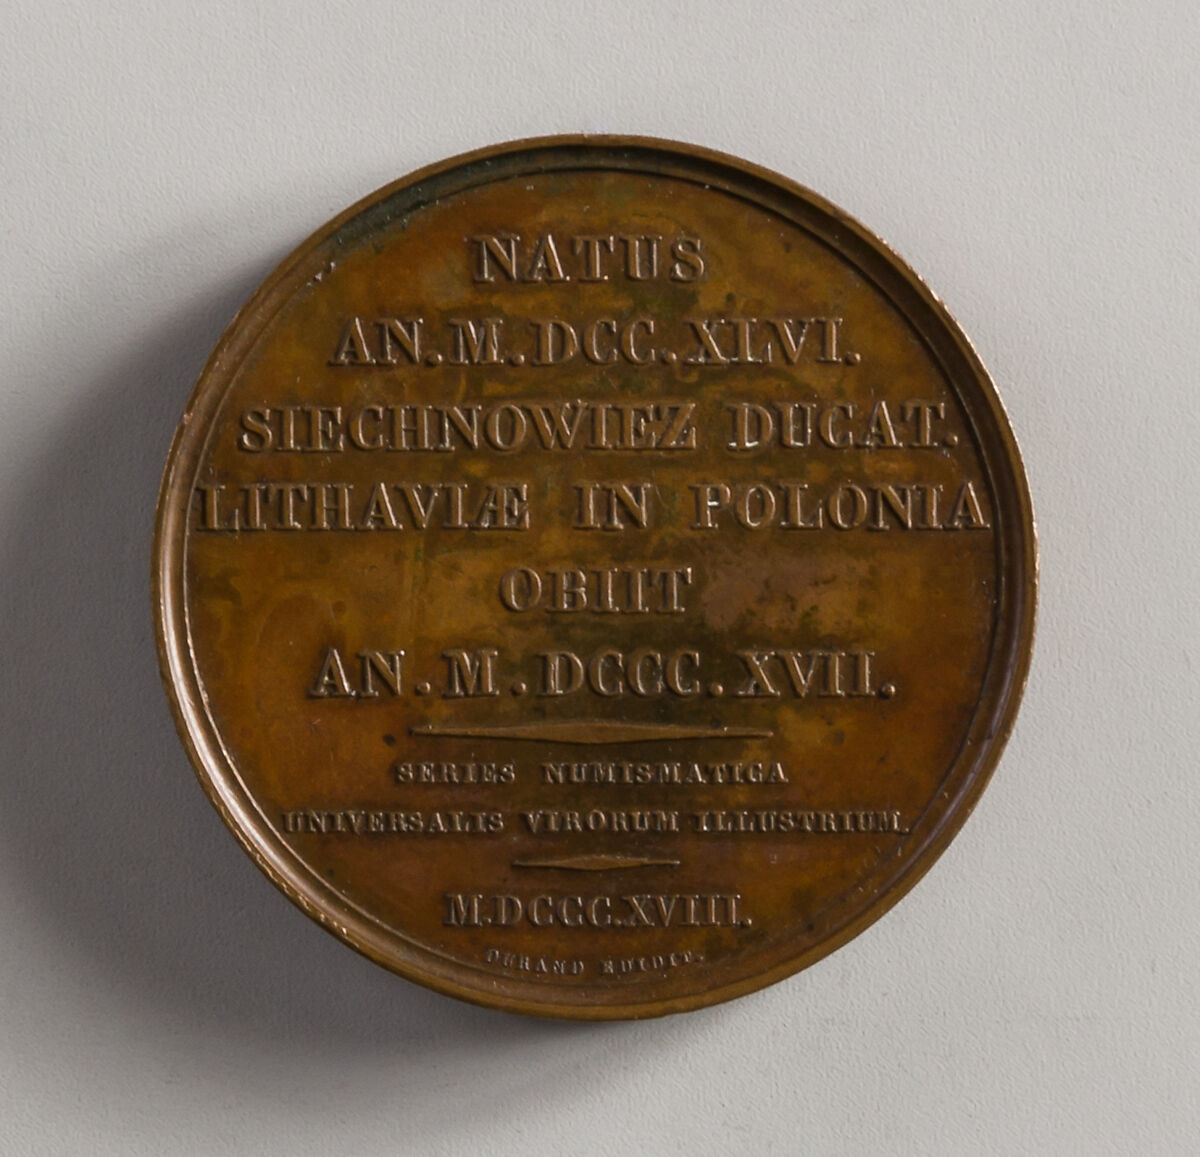 NATUS
AN.M.DCC.XLVI.
SIECHNOWIEZ DUCAT.
LITHAVIÆ IN POLONIA
OBIIT
AN.M.DCCC.XVII.
SERIES NUMISMATICA
UNIVERSALIS VIRORUM ILLUSTRIUM.
M.DCCC.XVIII.
DURAND EDIDIT.